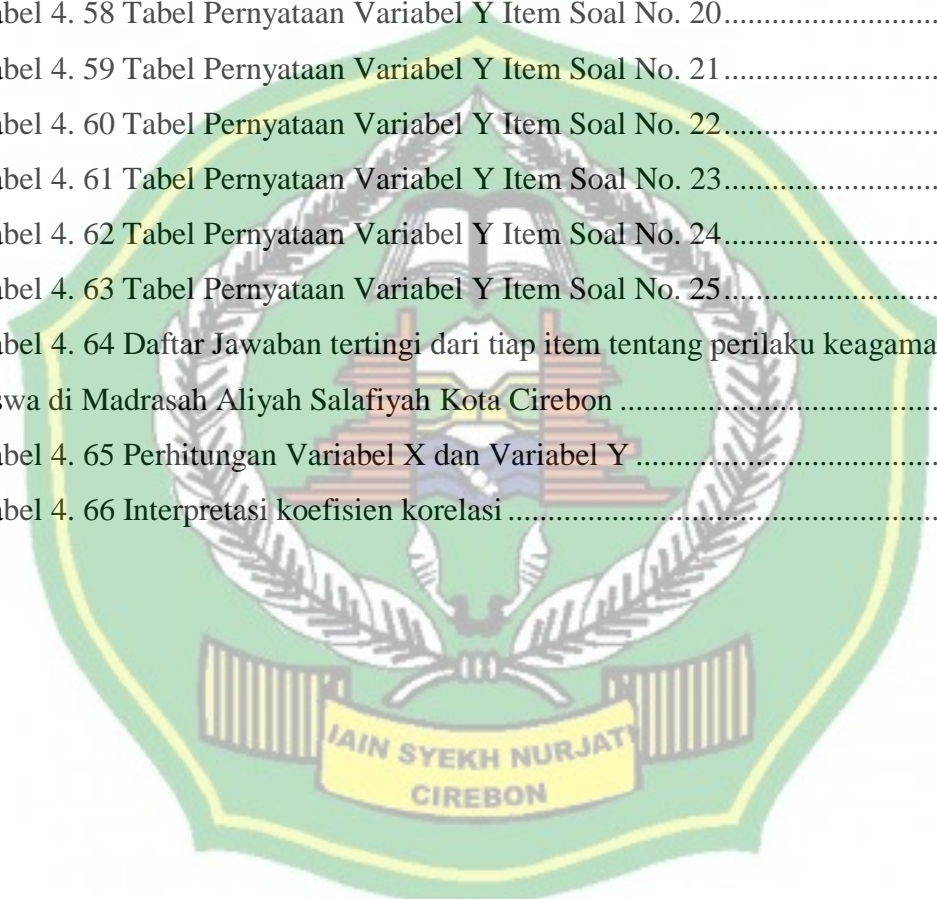 abel 4. 58 Tabel Pernyataan Variabel Y Item Soal No. 20.......................
abel 4. 59 Tabel Pernyataan Variabel Y Item Soal No. 21.......................
abel 4. 60 Tabel Pernyataan Variabel Y Item Soal No. 22.......................
abel 4. 61 Tabel Pernyataan Variabel Y Item Soal No. 23.......................
abel 4. 62 Tabel Pernyataan Variabel Y Item Soal No. 24.......................
abel 4. 63 Tabel Pernyataan Variabel Y Item Soal No. 25.......................
abel 4. 64 Daftar Jawaban tertingi dari tiap item tentang perilaku keagama
swa di Madrasah Aliyah Salafiyah Kota Cirebon ...................................
abel 4. 65 Perhitungan Variabel X dan Variabel Y .................................
abel 4. 66 Interpretasi koefisien korelasi ...............................................
IAIN SYEKH NURJATI
CIREBON